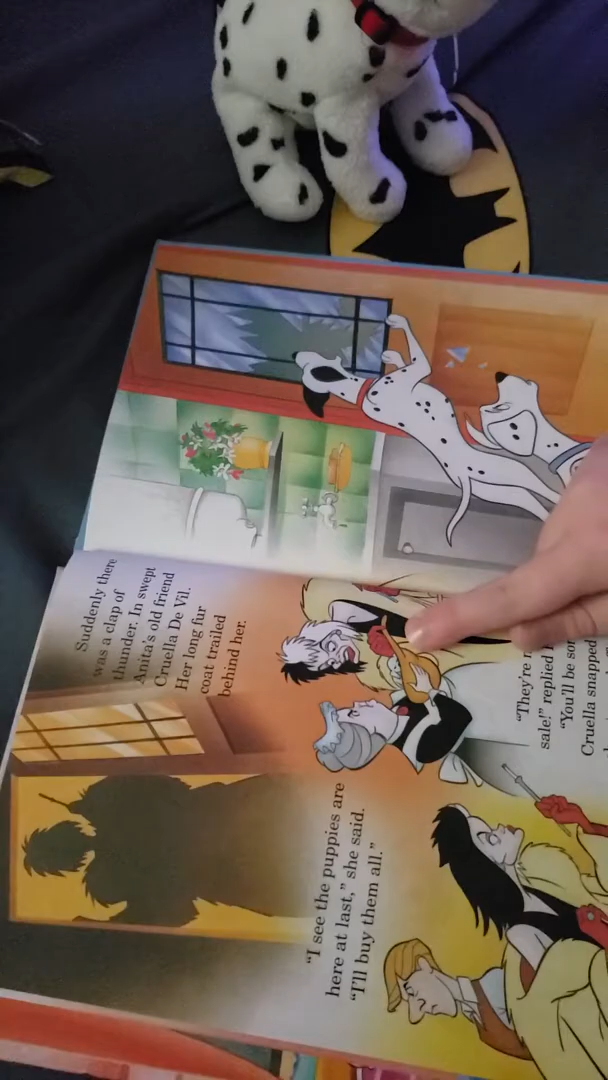 Suddenly there
was a clap of
thunder. In swept
Anita's old friend
Cruella De Vil.
Her long fur
coat trailed
behind her.
"I see the puppies are
here at last," she said.
"I'll buy them all."
"They're
sale!" replied
"You'll be
Cruella snapped